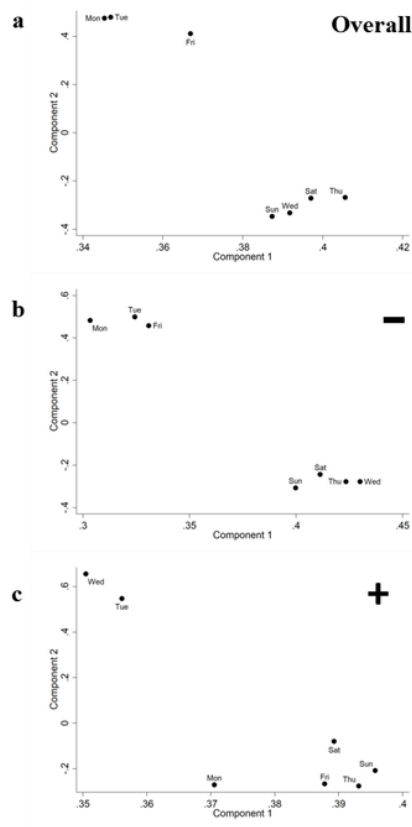 a
Overall
Component 2
.4
.2
0
-.2
-.4
Mon
Tue
Fri
Sat
Thu
Sun
Wed
.34
.36
.38
.4
.42
Component 1
b
−
Component 2
.6
.4
.2
0
-.2
-.4
Mon
Tue
Fri
Sun
Sat
Thu
Wed
.3
.35
.4
.45
Component 1
c
+
Component 2
.6
.4
.2
0
-.2
Wed
Tue
Mon
Sat
Fri
Thu
Sun
.35
.36
.37
.38
.39
.4
Component 1